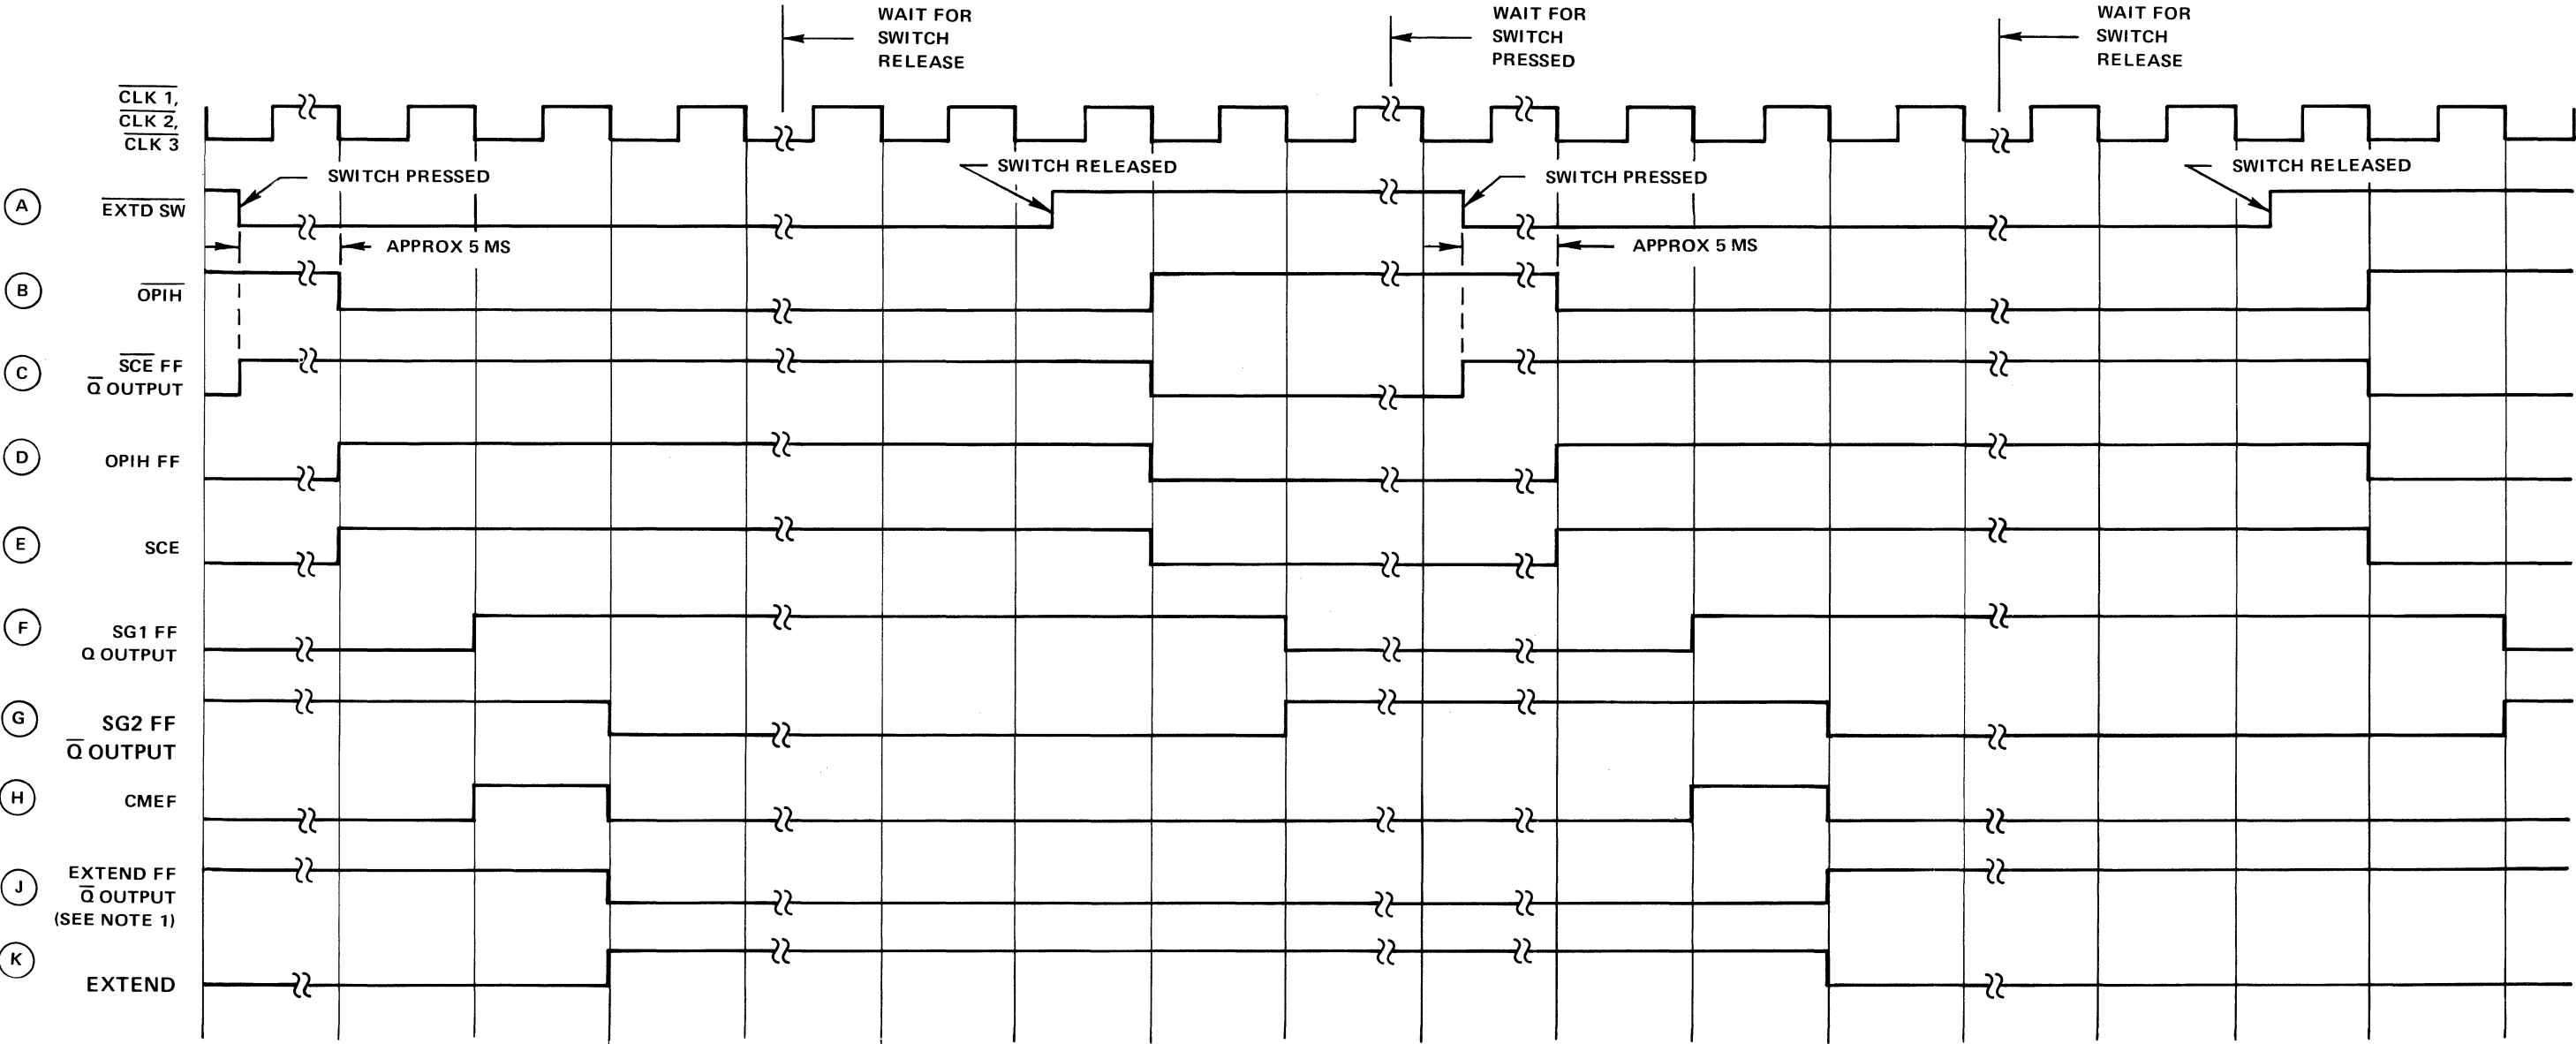 WAIT FOR
SWITCH
RELEASE
WAIT FOR
SWITCH
PRESSED
WAIT FOR
SWITCH
RELEASE
CLK 1,
CLK 2,
CLK 3
SWITCH PRESSED
SWITCH RELEASED
SWITCH PRESSED
SWITCH RELEASED
A
EXTD SW
APPROX 5 MS
APPROX 5 MS
B
OPIH
C
SCE FF
Q OUTPUT
D
OPIH FF
E
SCE
F
SG1 FF
Q OUTPUT
G
SG2 FF
Q OUTPUT
H
CMEF
J
EXTEND FF
Q OUTPUT
(SEE NOTE 1)
K
EXTEND